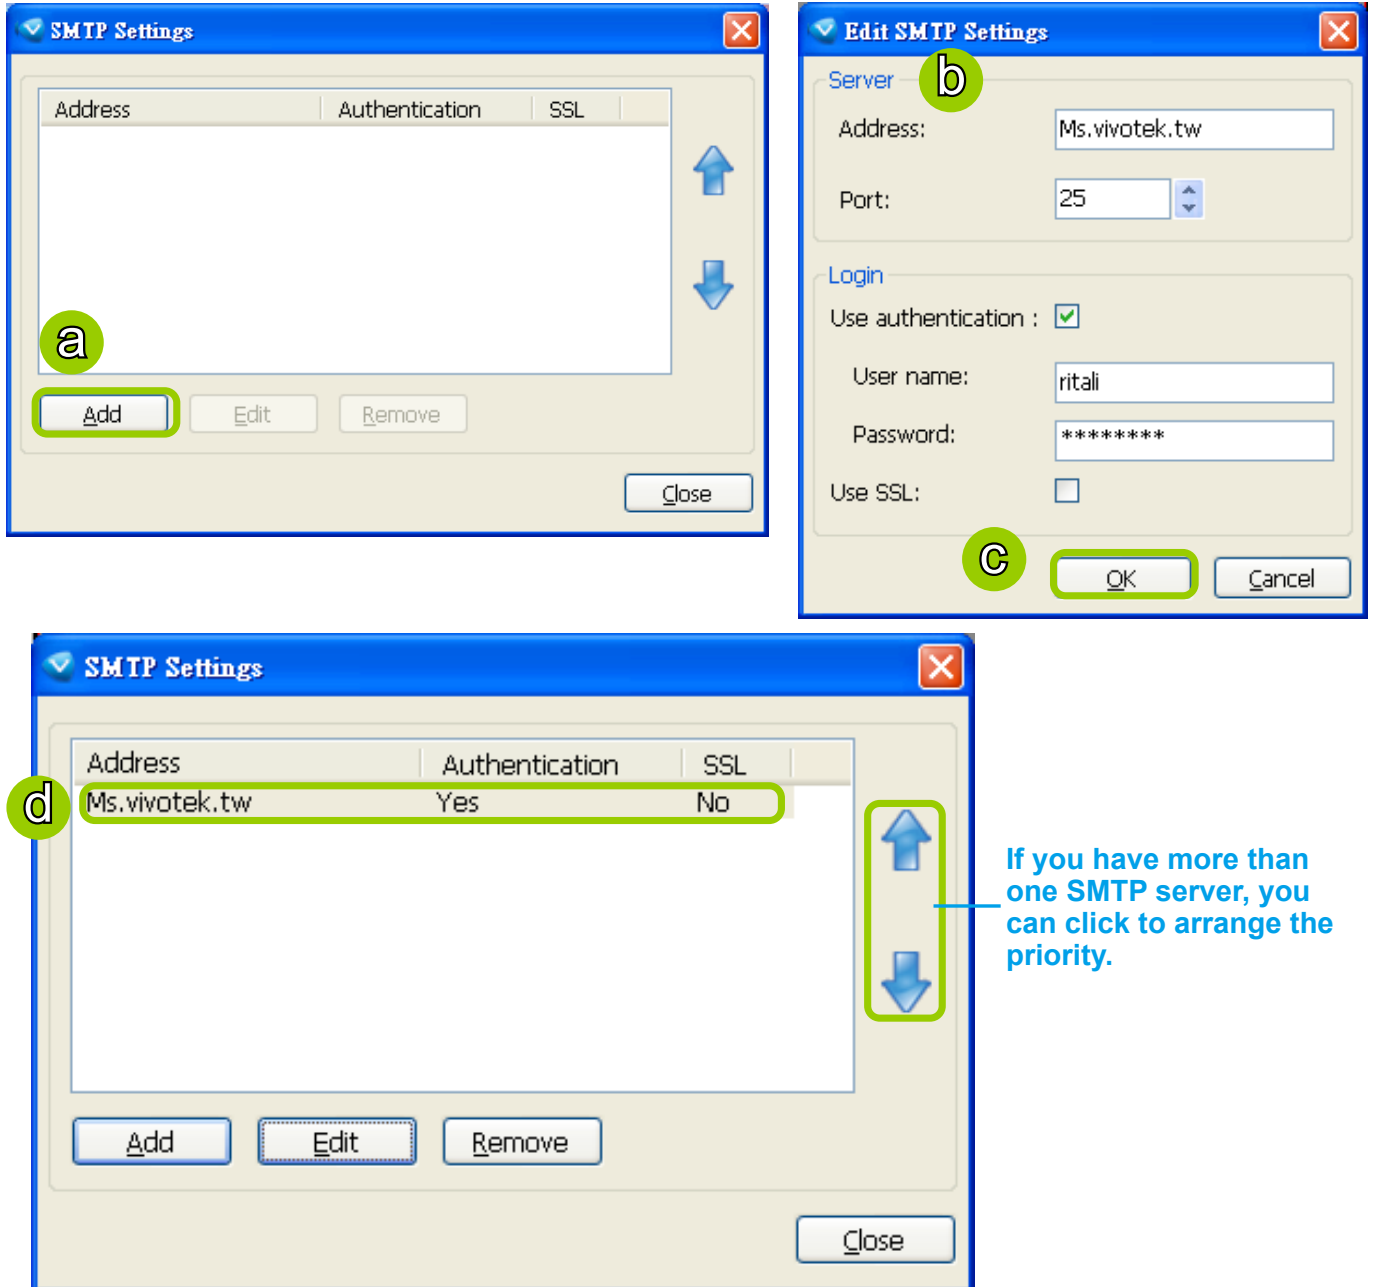 SMTP Settings
Address Authentication SSL
a
Add Edit Remove
Close
Edit SMTP Settings
b
Server
Address: Ms.vivotek.tw
Port: 25
Login
Use authentication :
User name: ritali
Password: ********
Use SSL:
c
OK Cancel
SMTP Settings
Address Authentication SSL
d
Ms.vivotek.tw Yes No
Add Edit Remove
Close
If you have more than
one SMTP server, you
can click to arrange the
priority.